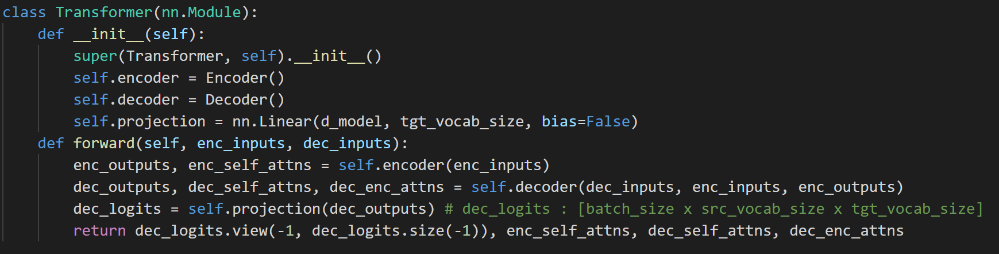 class Transformer(nn.Module):
    def __init__(self):
        super(Transformer, self).__init__()
        self.encoder = Encoder()
        self.decoder = Decoder()
        self.projection = nn.Linear(d_model, tgt_vocab_size, bias=False)
    def forward(self, enc_inputs, dec_inputs):
        enc_outputs, enc_self_attns = self.encoder(enc_inputs)
        dec_outputs, dec_self_attns, dec_enc_attns = self.decoder(dec_inputs, enc_inputs, enc_outputs)
        dec_logits = self.projection(dec_outputs) # dec_logits : [batch_size x src_vocab_size x tgt_vocab_size]
        return dec_logits.view(-1, dec_logits.size(-1)), enc_self_attns, dec_self_attns, dec_enc_attns